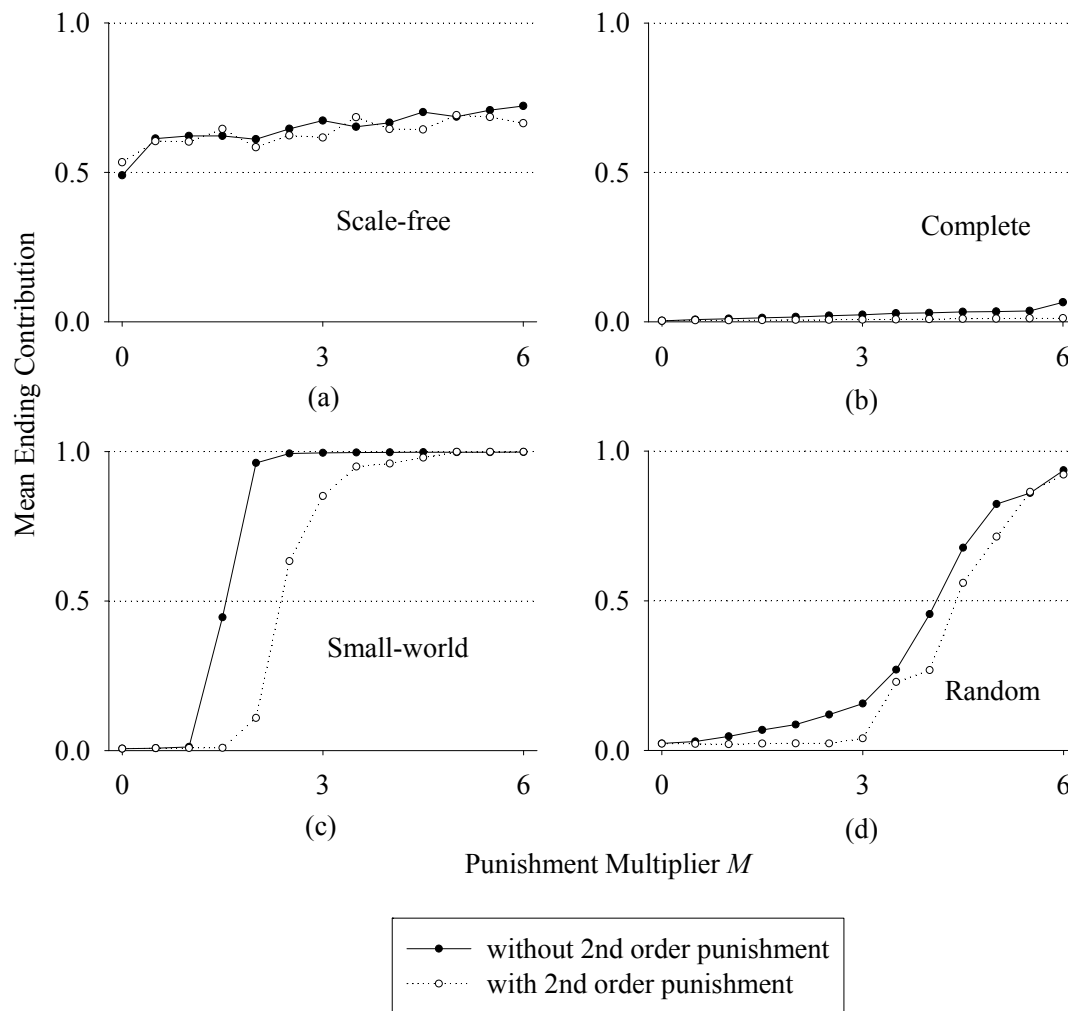 1.0
0.5
0.0
0
3
6
Scale-free
(a)
1.0
0.5
0.0
0
3
6
Complete
(b)
Mean Ending Contribution
1.0
0.5
0.0
0
3
6
Small-world
(c)
1.0
0.5
0.0
0
3
6
Random
(d)
Punishment Multiplier M
without 2nd order punishment
with 2nd order punishment